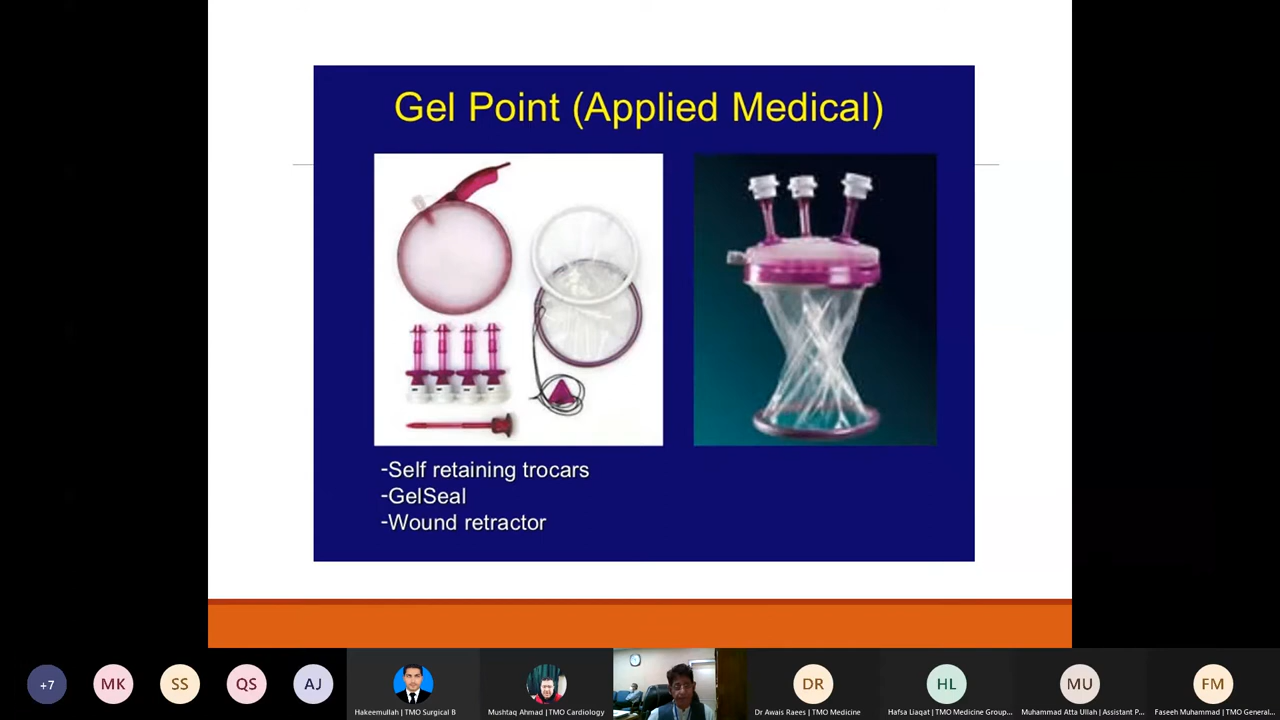 Gel Point (Applied Medical)
-Self retaining trocars
-GelSeal
-Wound retractor
+7
MK
SS
QS
AJ
Hakeemullah | TMO Surgical B
Mushtaq Ahmad | TMO Cardiology
DR
Dr Awais Raees | TMO Medicine
HL
Hafsa Liaqat | TMO Medicine Group...
MU
Muhammad Atta Ullah | Assistant P...
FM
Faseeh Muhammad | TMO General...